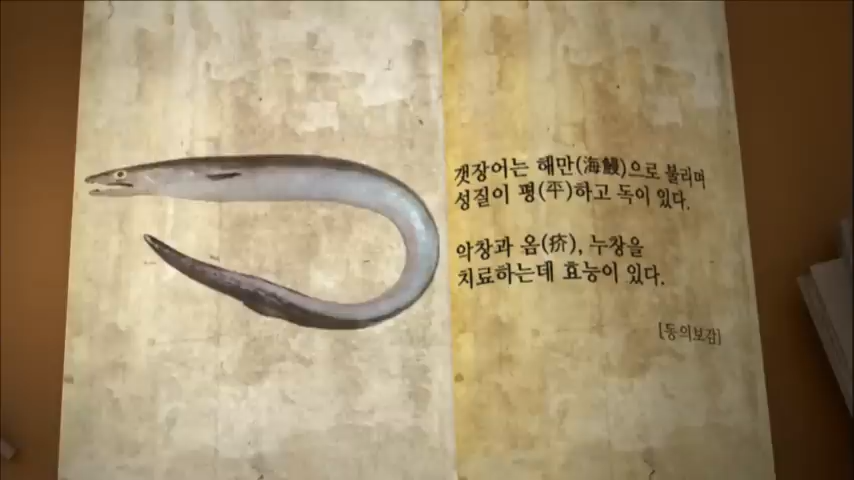 갯장어는 해만(海鰻)으로 불리며
성질이 평(平)하고 독이 있다.
악창과 옴(疥), 누창을
치료하는데 효능이 있다.
[동의보감]